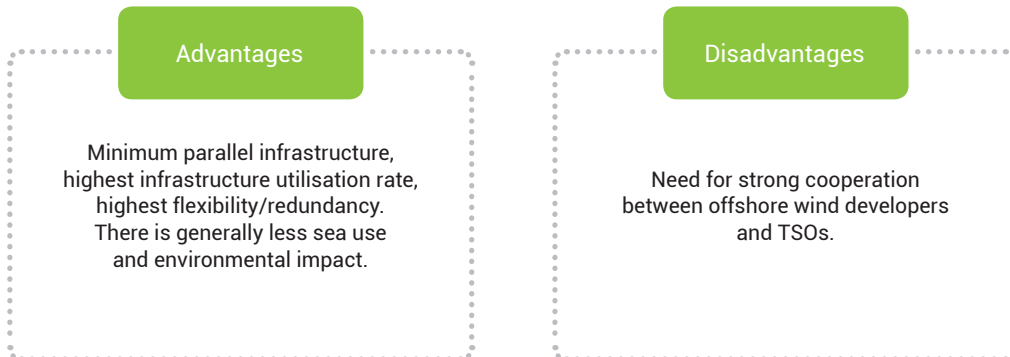 Advantages
Minimum parallel infrastructure,
highest infrastructure utilisation rate,
highest flexibility/redundancy.
There is generally less sea use
and environmental impact.
Disadvantages
Need for strong cooperation
between offshore wind developers
and TSOs.